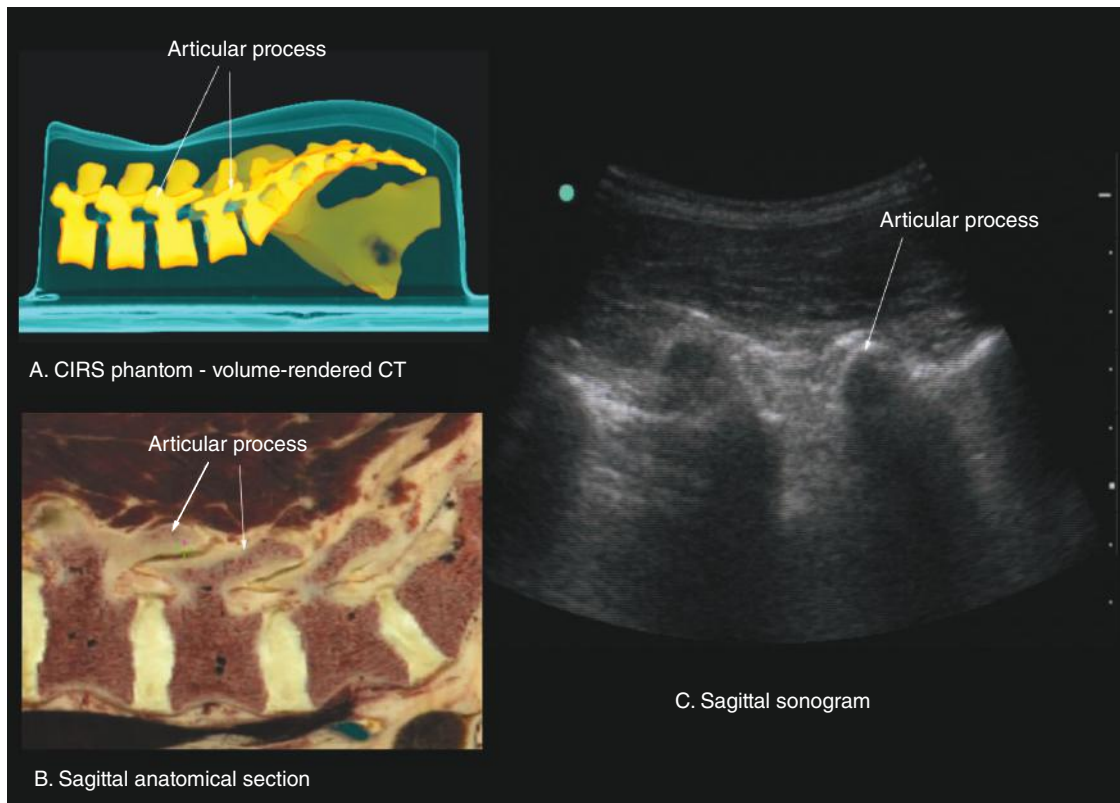 Articular process
A. CIRS phantom - volume-rendered CT
Articular process
B. Sagittal anatomical section
Articular process
C. Sagittal sonogram